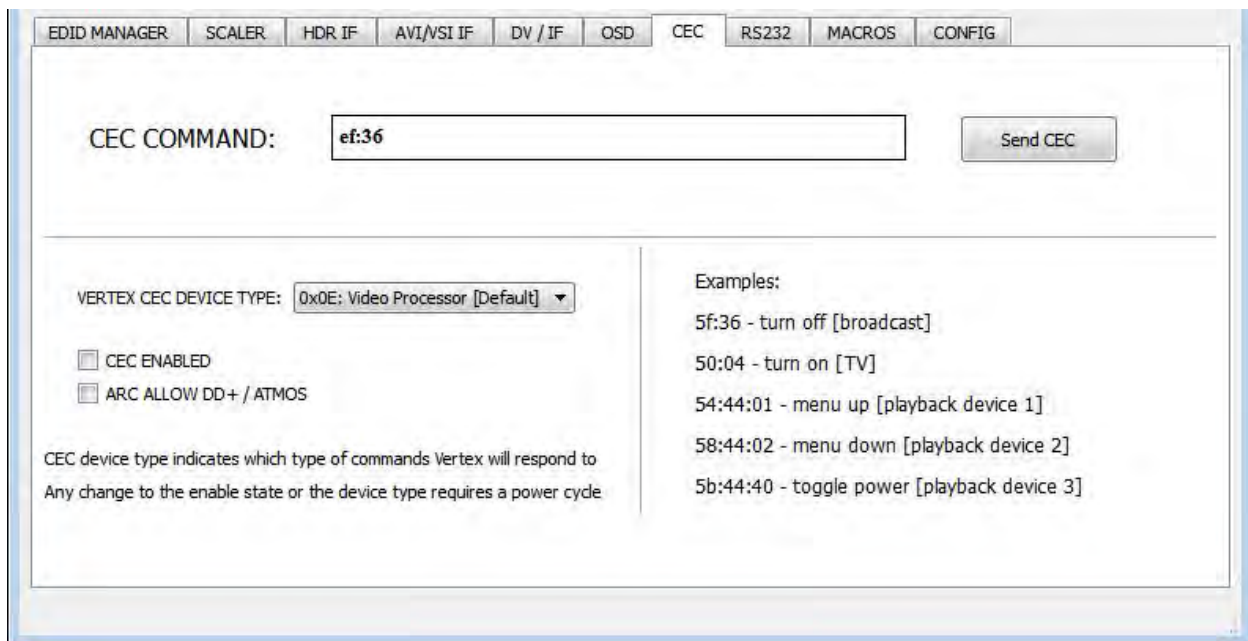 EDID MANAGER SCALER HDR IF AVI/VSI IF DV / IF OSD CEC RS232 MACROS CONFIG
CEC COMMAND: ef:36 Send CEC
VERTEX CEC DEVICE TYPE: 0x0E: Video Processor [Default]
CEC ENABLED
ARC ALLOW DD+ / ATMOS
CEC device type indicates which type of commands Vertex will respond to
Any change to the enable state or the device type requires a power cycle
Examples:
5f:36 - turn off [broadcast]
50:04 - turn on [TV]
54:44:01 - menu up [playback device 1]
58:44:02 - menu down [playback device 2]
5b:44:40 - toggle power [playback device 3]